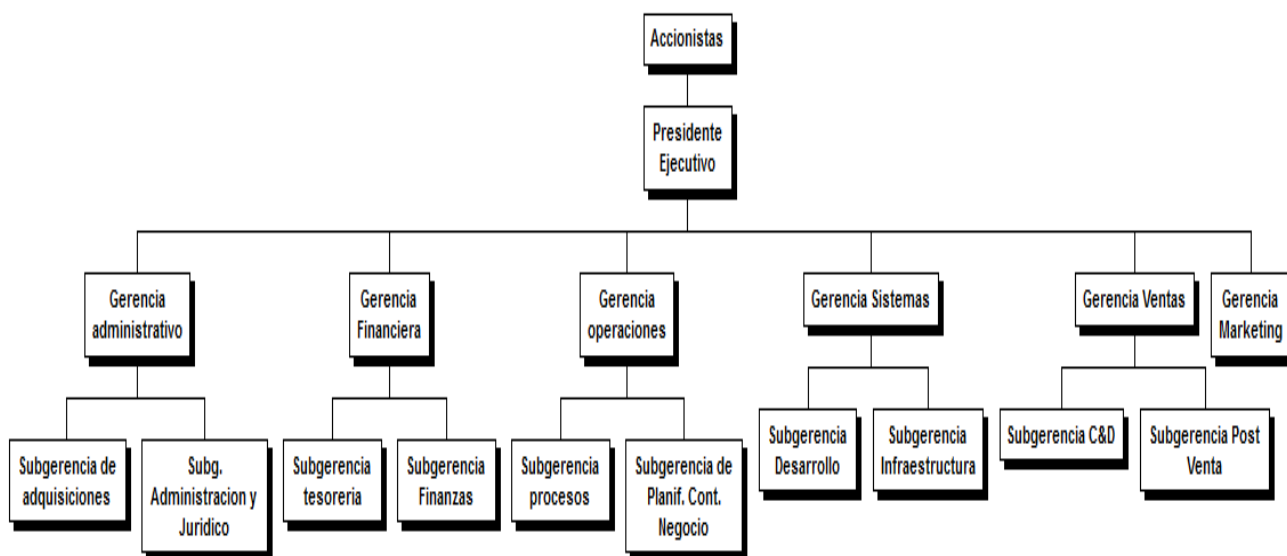 Accionistas
Presidente
Ejecutivo
Gerencia
administrativo
Gerencia
Financiera
Gerencia
operaciones
Gerencia Sistemas
Gerencia Ventas
Gerencia
Marketing
Subgerencia de
adquisiciones
Subg.
Administracion y
Juridico
Subgerencia
tesoreria
Subgerencia
Finanzas
Subgerencia
procesos
Subgerencia de
Planif. Cont.
Negocio
Subgerencia
Desarrollo
Subgerencia
Infraestructura
Subgerencia C&D
Subgerencia Post
Venta